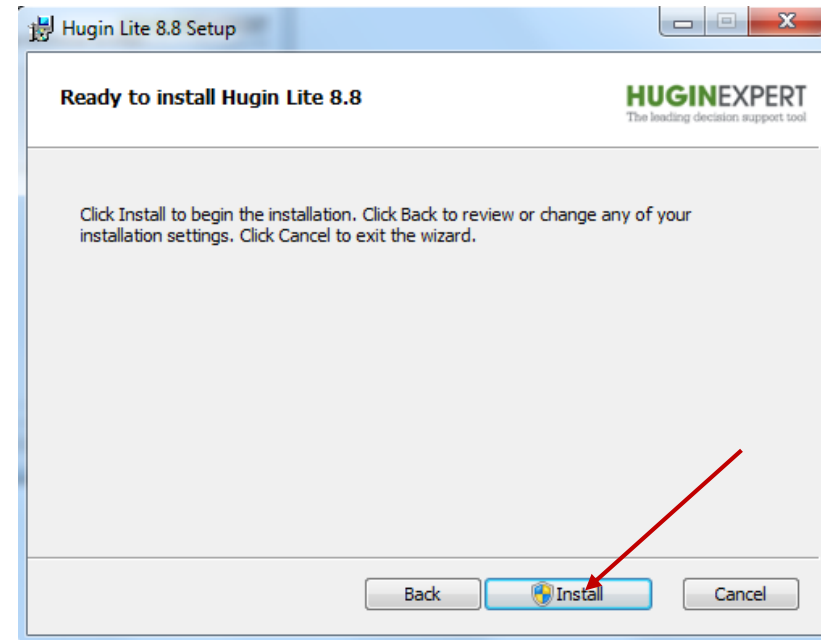 Hugin Lite 8.8 Setup
Ready to install Hugin Lite 8.8
HUGINEXPERT
The leading decision support tool
Click Install to begin the installation. Click Back to review or change any of your
installation settings. Click Cancel to exit the wizard.
Back
Install
Cancel